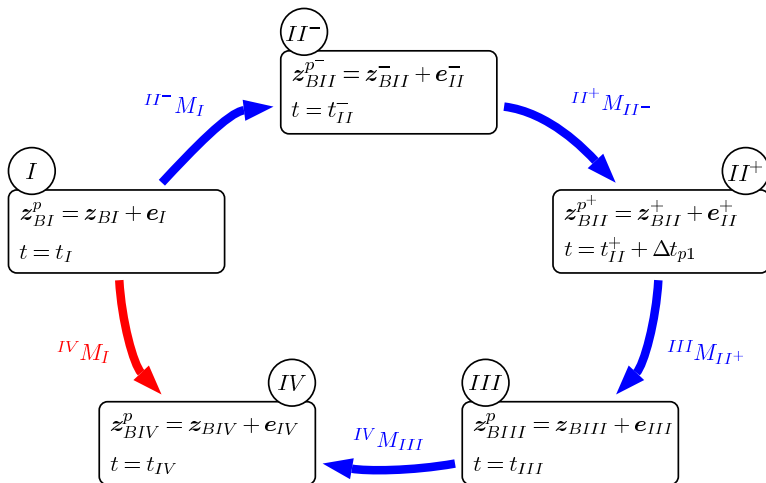 II⁻
z^{p⁻}_{BII} = z⁻_{BII} + e⁻_{II}
t = t⁻_{II}
^{II⁻}M_I
^{II⁺}M_{II⁻}
I
z^p_{BI} = z_{BI} + e_I
t = t_I
II⁺
z^{p⁺}_{BII} = z⁺_{BII} + e⁺_{II}
t = t⁺_{II} + Δt_{p1}
^{IV}M_I
^{III}M_{II⁺}
IV
z^p_{BIV} = z_{BIV} + e_{IV}
t = t_{IV}
^{IV}M_{III}
III
z^p_{BIII} = z_{BIII} + e_{III}
t = t_{III}